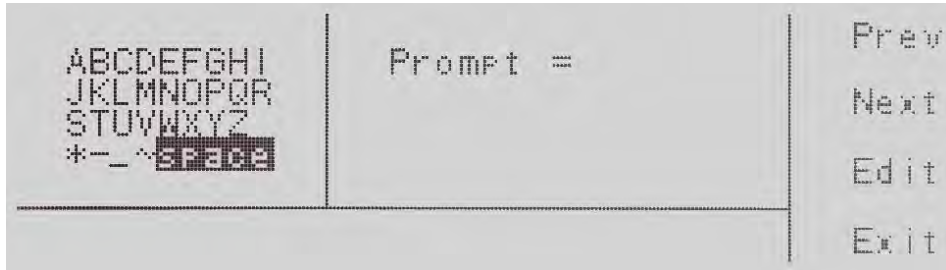 ABCDEFGHI
JKLMNOPQR
STUVWXYZ
*-_~space
Prompt =
Prev
Next
Edit
Exit